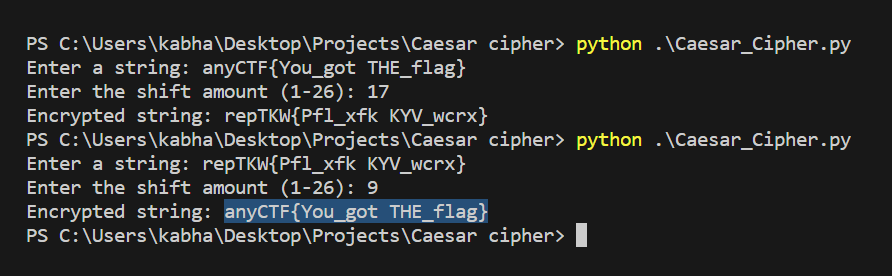 PS C:\Users\kabha\Desktop\Projects\Caesar cipher> python .\Caesar_Cipher.py
Enter a string: anyCTF{You_got THE_flag}
Enter the shift amount (1-26): 17
Encrypted string: repTKW{Pfl_xfk KYV_wcrx}
PS C:\Users\kabha\Desktop\Projects\Caesar cipher> python .\Caesar_Cipher.py
Enter a string: repTKW{Pfl_xfk KYV_wcrx}
Enter the shift amount (1-26): 9
Encrypted string: anyCTF{You_got THE_flag}
PS C:\Users\kabha\Desktop\Projects\Caesar cipher>